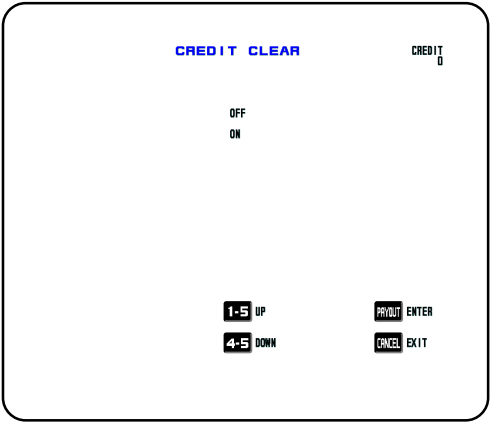 CREDIT CLEAR
CREDIT
0
OFF
ON
1-5 UP
PAYOUT ENTER
4-5 DOWN
CANCEL EXIT